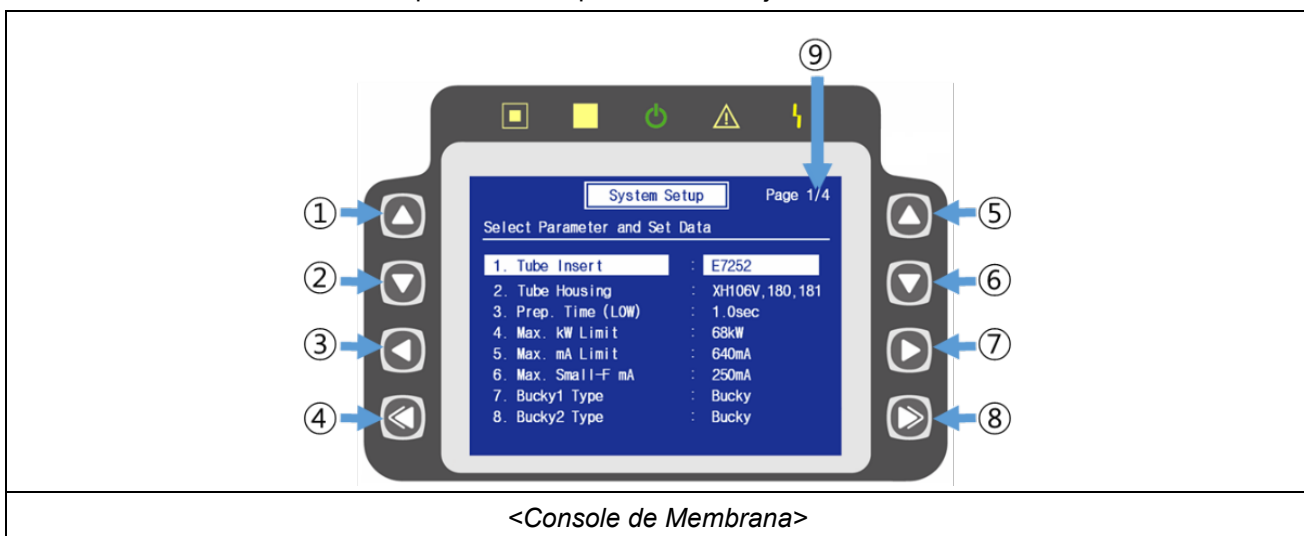 ⑨
System Setup Page 1/4
Select Parameter and Set Data
① ⑤
1. Tube Insert : E7252
② ⑥
2. Tube Housing : XH106V,180,181
3. Prep. Time (LOW) : 1.0sec
4. Max. kW Limit : 68kW
③ ⑦
5. Max. mA Limit : 640mA
6. Max. Small-F mA : 250mA
7. Bucky1 Type : Bucky
8. Bucky2 Type : Bucky
④ ⑧
<Console de Membrana>